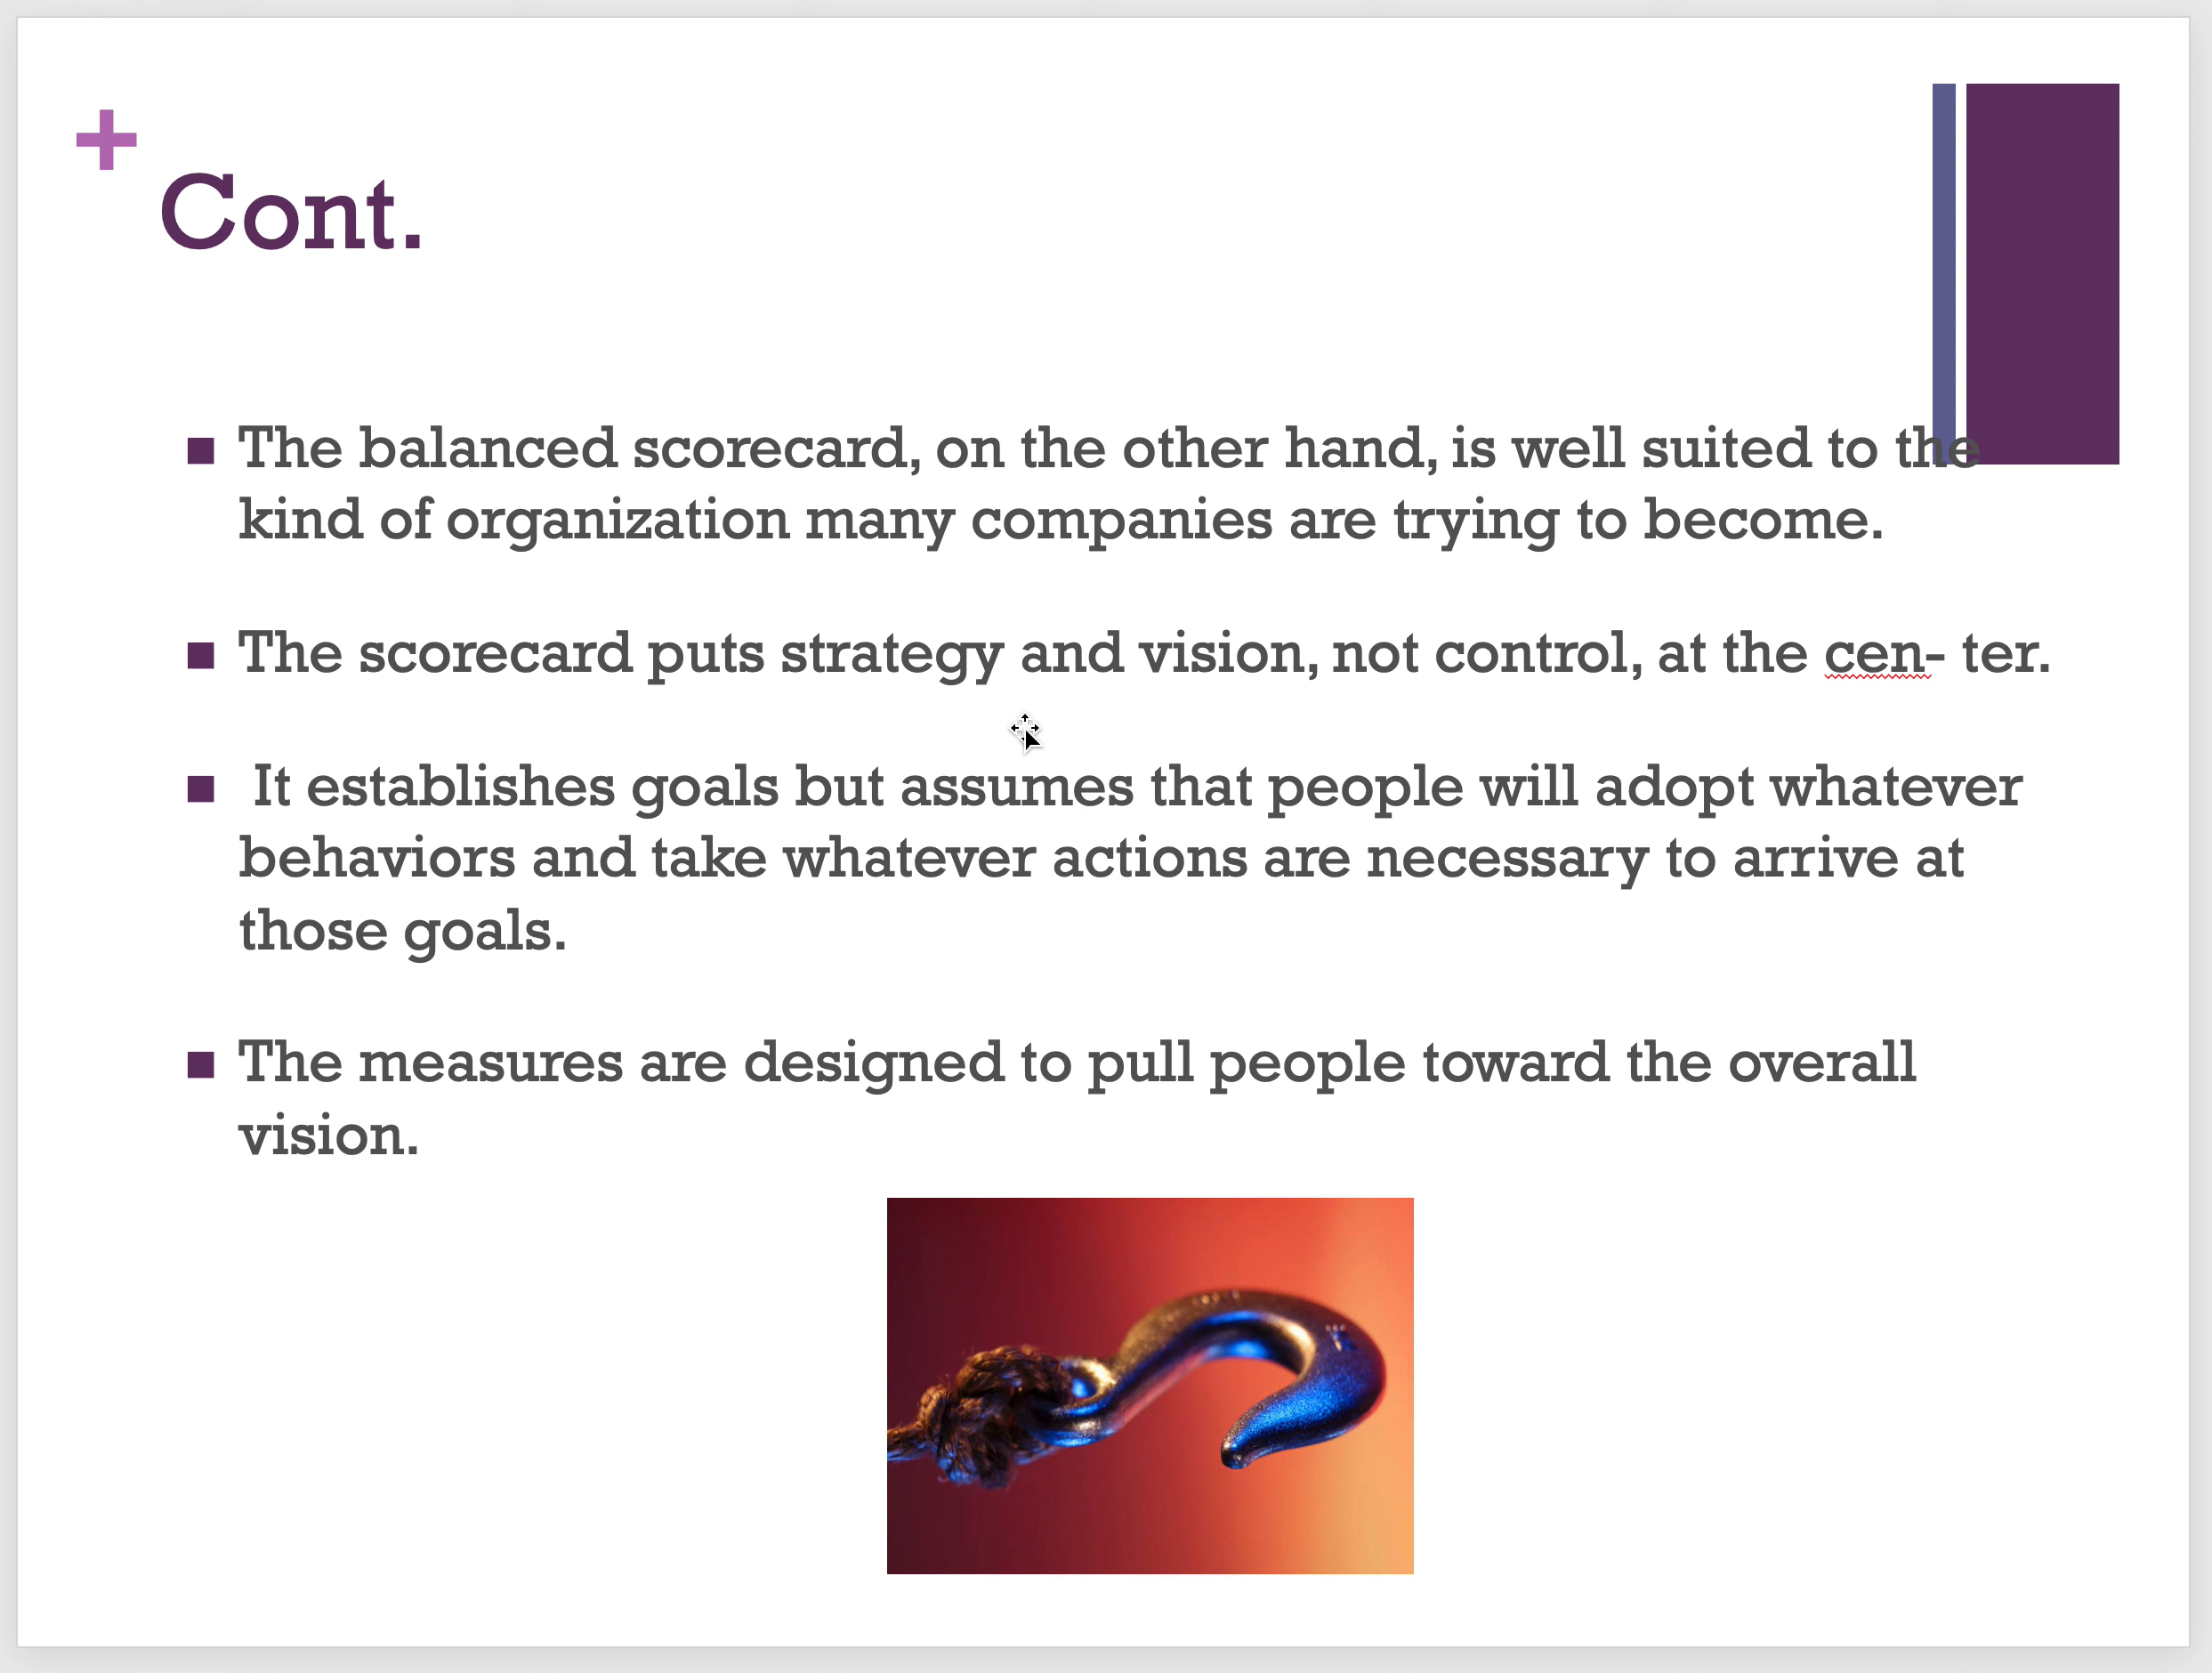 +
Cont.
■ The balanced scorecard, on the other hand, is well suited to the
kind of organization many companies are trying to become.
■ The scorecard puts strategy and vision, not control, at the cen- ter.
■ It establishes goals but assumes that people will adopt whatever
behaviors and take whatever actions are necessary to arrive at
those goals.
■ The measures are designed to pull people toward the overall
vision.